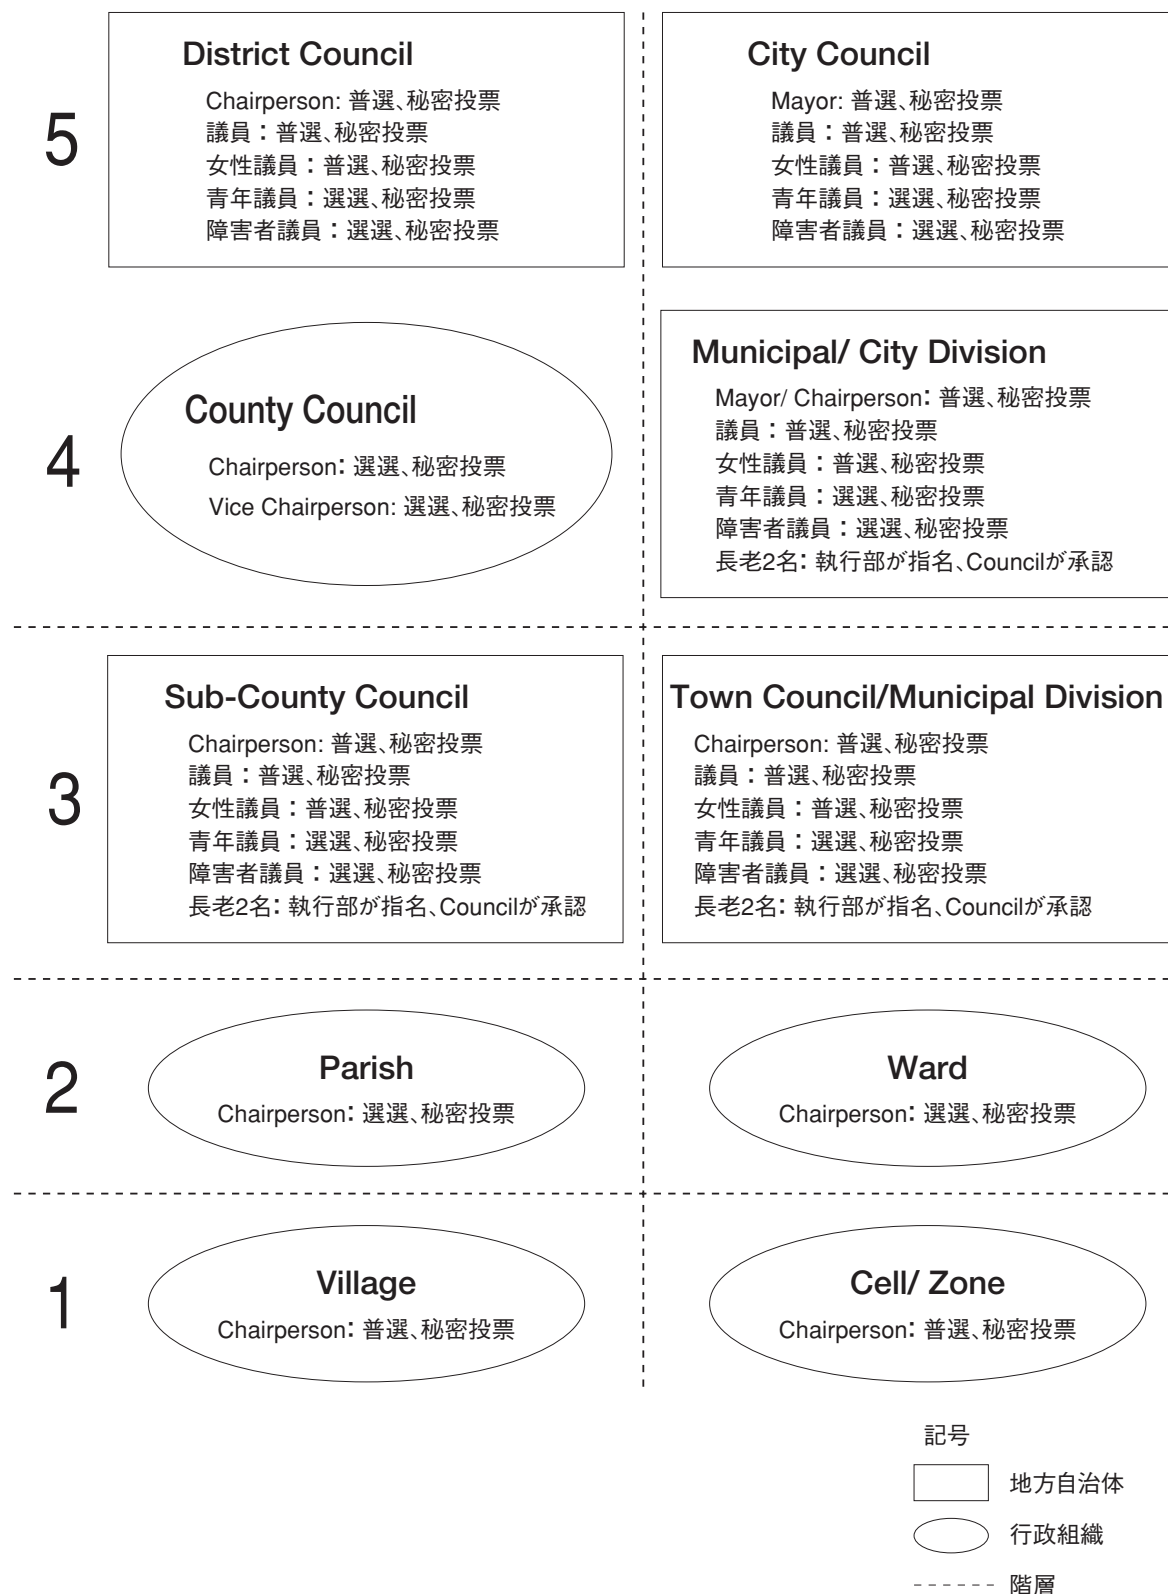 5
District Council
Chairperson: 普選、秘密投票
議員：普選、秘密投票
女性議員：普選、秘密投票
青年議員：選選、秘密投票
障害者議員：選選、秘密投票
City Council
Mayor: 普選、秘密投票
議員：普選、秘密投票
女性議員：普選、秘密投票
青年議員：選選、秘密投票
障害者議員：選選、秘密投票
4
County Council
Chairperson: 選選、秘密投票
Vice Chairperson: 選選、秘密投票
Municipal/ City Division
Mayor/ Chairperson: 普選、秘密投票
議員：普選、秘密投票
女性議員：普選、秘密投票
青年議員：選選、秘密投票
障害者議員：選選、秘密投票
長老2名: 執行部が指名、Councilが承認
3
Sub-County Council
Chairperson: 普選、秘密投票
議員：普選、秘密投票
女性議員：普選、秘密投票
青年議員：選選、秘密投票
障害者議員：選選、秘密投票
長老2名: 執行部が指名、Councilが承認
Town Council/Municipal Division
Chairperson: 普選、秘密投票
議員：普選、秘密投票
女性議員：普選、秘密投票
青年議員：選選、秘密投票
障害者議員：選選、秘密投票
長老2名: 執行部が指名、Councilが承認
2
Parish
Chairperson: 選選、秘密投票
Ward
Chairperson: 選選、秘密投票
1
Village
Chairperson: 普選、秘密投票
Cell/ Zone
Chairperson: 普選、秘密投票
記号
地方自治体
行政組織
階層